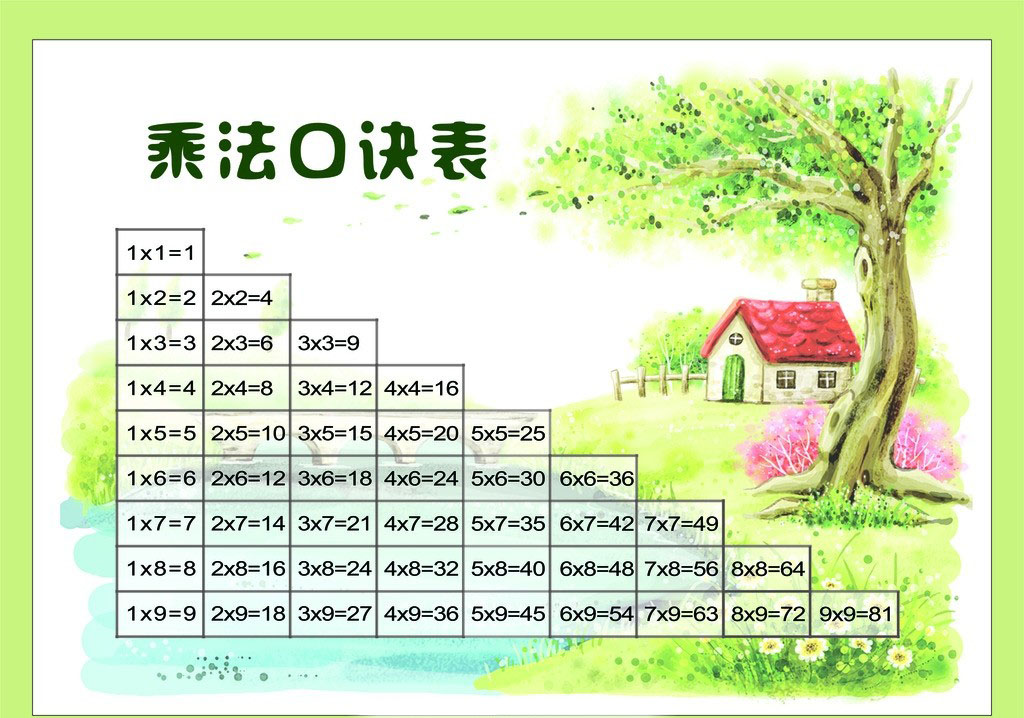 乘法口诀表
1x1=1
1x2=2 2x2=4
1x3=3 2x3=6 3x3=9
1x4=4 2x4=8 3x4=12 4x4=16
1x5=5 2x5=10 3x5=15 4x5=20 5x5=25
1x6=6 2x6=12 3x6=18 4x6=24 5x6=30 6x6=36
1x7=7 2x7=14 3x7=21 4x7=28 5x7=35 6x7=42 7x7=49
1x8=8 2x8=16 3x8=24 4x8=32 5x8=40 6x8=48 7x8=56 8x8=64
1x9=9 2x9=18 3x9=27 4x9=36 5x9=45 6x9=54 7x9=63 8x9=72 9x9=81